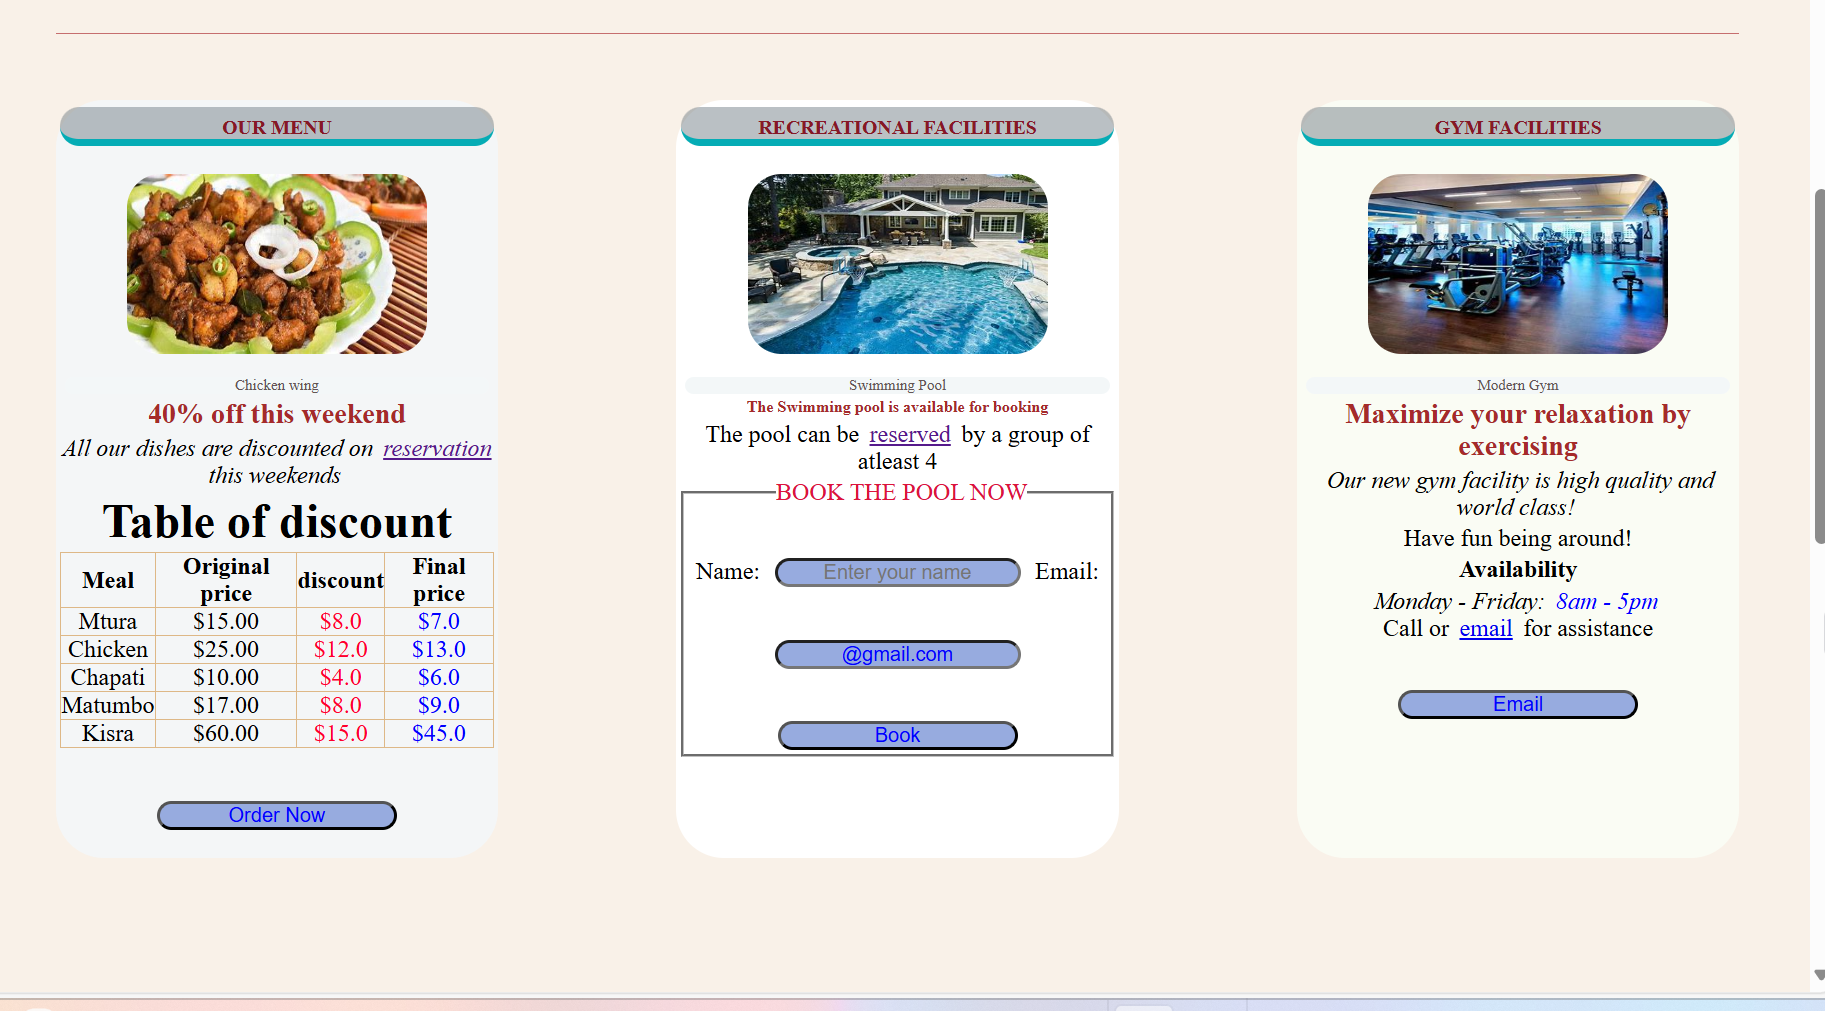 OUR MENU
Chicken wing
40% off this weekend
All our dishes are discounted on reservation
this weekends
Table of discount
Meal Original price discount Final price
Mtura $15.00 $8.0 $7.0
Chicken $25.00 $12.0 $13.0
Chapati $10.00 $4.0 $6.0
Matumbo $17.00 $8.0 $9.0
Kisra $60.00 $15.0 $45.0
Order Now
RECREATIONAL FACILITIES
Swimming Pool
The Swimming pool is available for booking
The pool can be reserved by a group of
atleast 4
BOOK THE POOL NOW
Name: Enter your name Email:
@gmail.com
Book
GYM FACILITIES
Modern Gym
Maximize your relaxation by
exercising
Our new gym facility is high quality and
world class!
Have fun being around!
Availability
Monday - Friday: 8am - 5pm
Call or email for assistance
Email